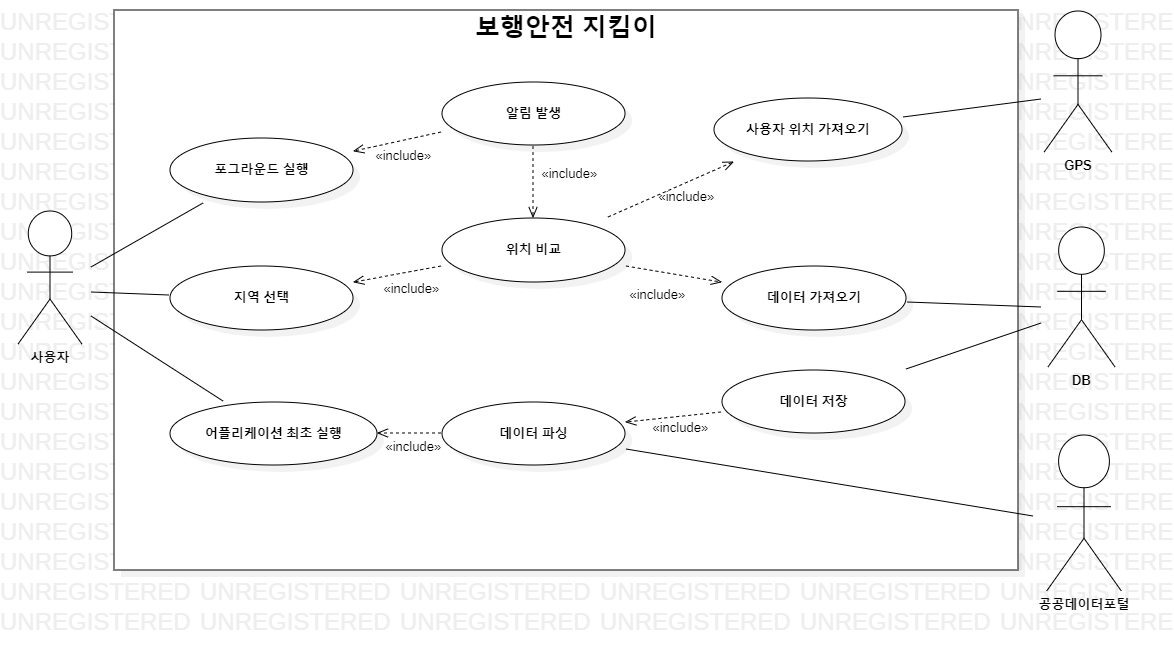 보행안전 지킴이
알림 발생
사용자 위치 가져오기
포그라운드 실행
«include»
«include»
«include»
GPS
위치 비교
지역 선택
«include»
«include»
데이터 가져오기
사용자
DB
데이터 저장
어플리케이션 최초 실행
데이터 파싱
«include»
«include»
공공데이터포털
UNREGISTERED UNREGISTERED UNREGISTERED UNREGISTERED UNREGISTERED UNREGISTERED
UNREGISTERED UNREGISTERED UNREGISTERED UNREGISTERED UNREGISTERED UNREGISTERED